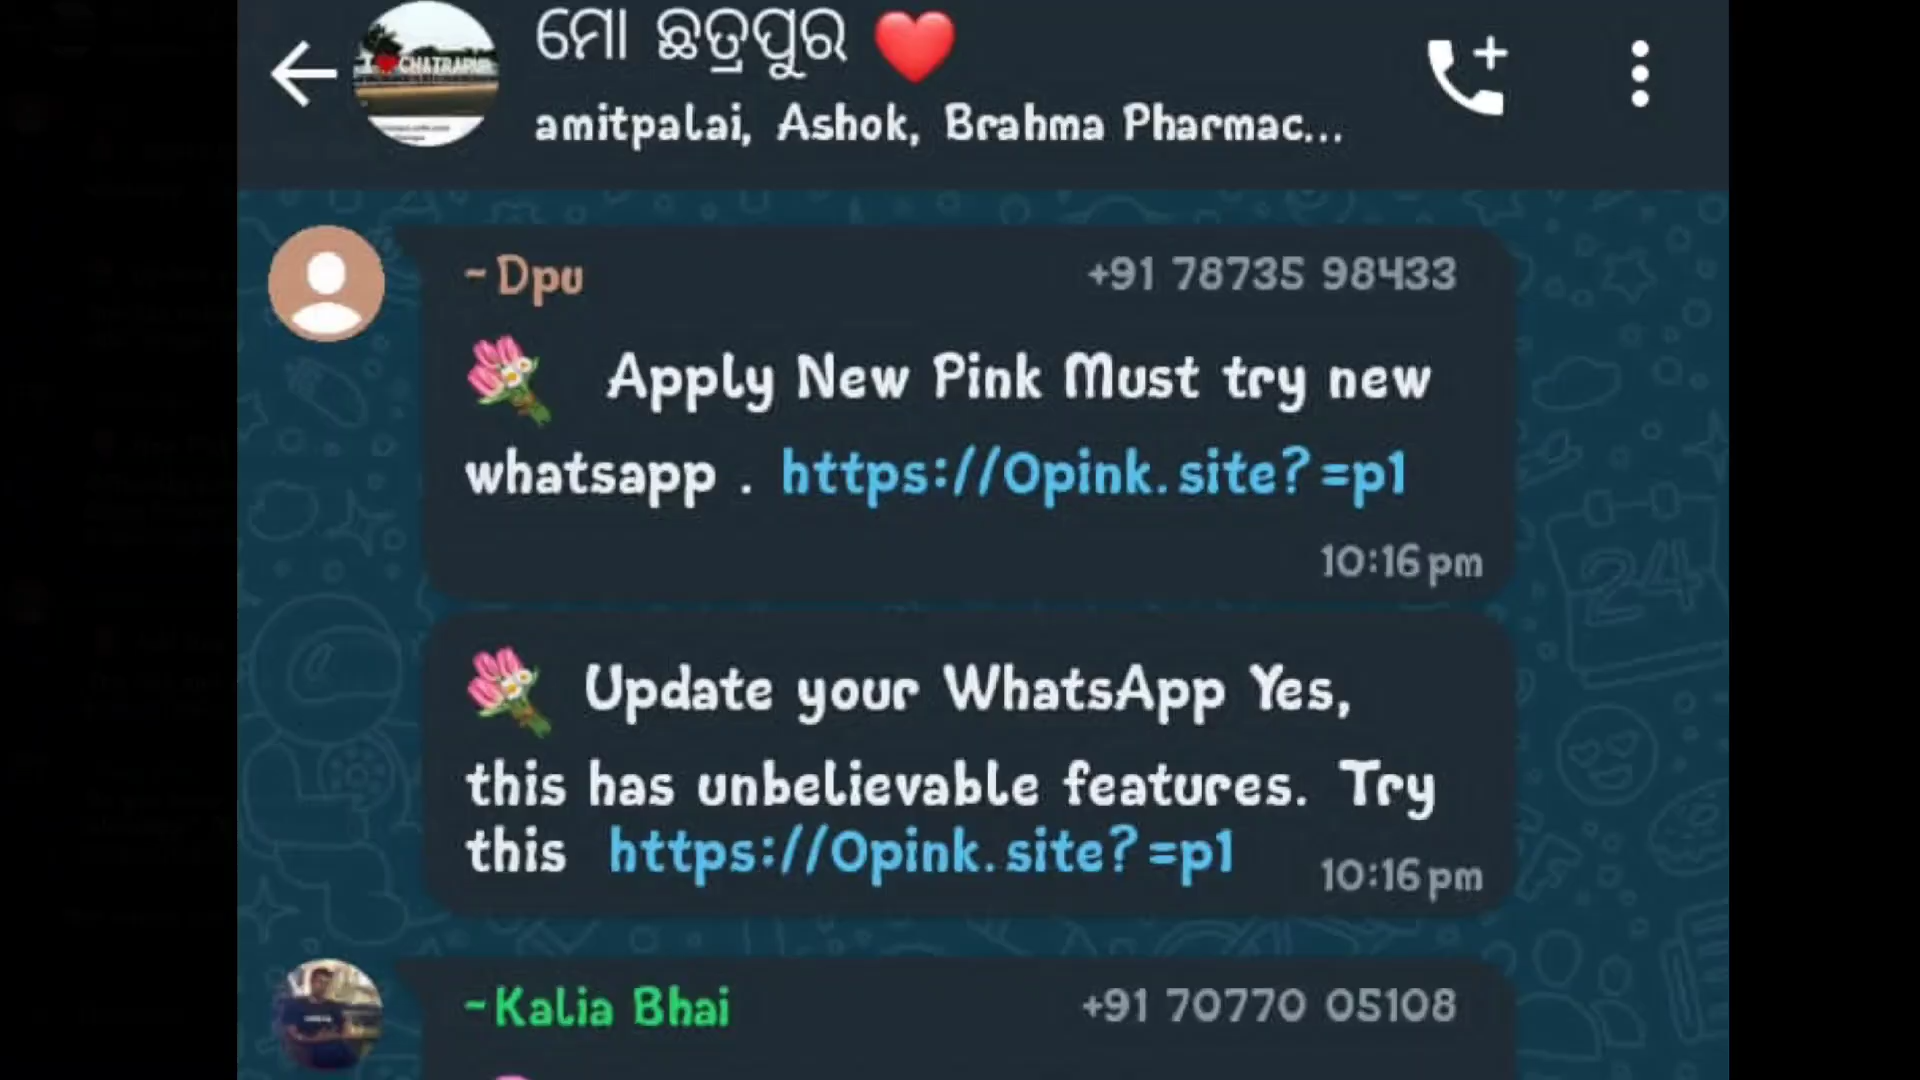 ମୋ ଛତ୍ରପୁର ❤️
amitpalai, Ashok, Brahma Pharmac...
I ❤ CHATRAPUR
~Dpu +91 78735 98433
💐 Apply New Pink Must try new
whatsapp . https://Opink.site?=p1
10:16 pm
💐 Update your WhatsApp Yes,
this has unbelievable features. Try
this https://Opink.site?=p1 10:16 pm
~Kalia Bhai +91 70770 05108